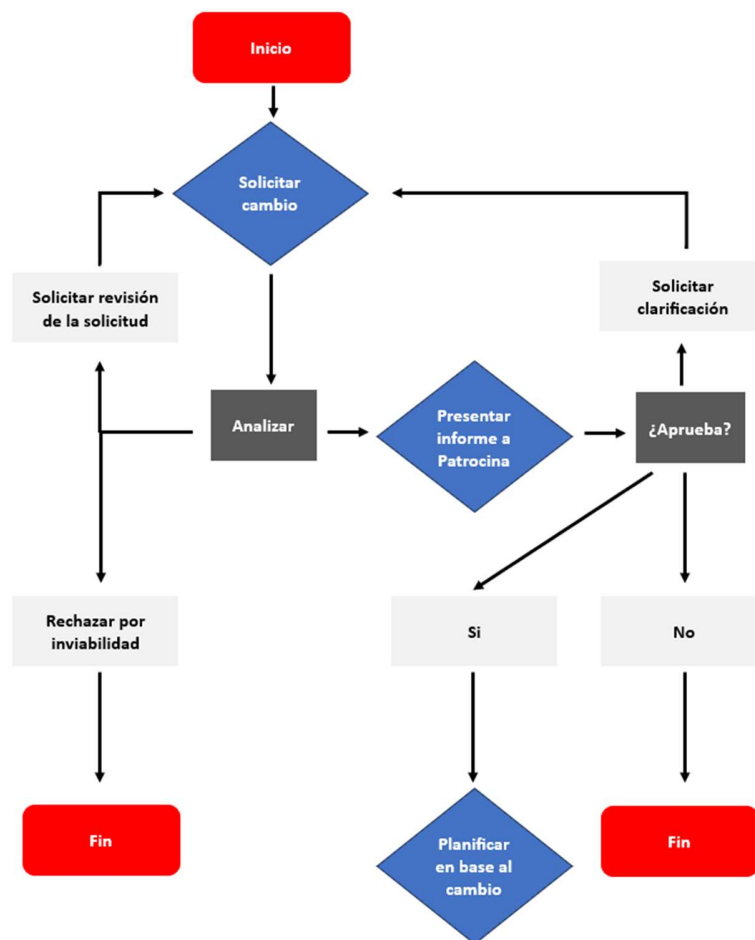 Inicio
Solicitar
cambio
Solicitar revisión
de la solicitud
Solicitar
clarificación
Analizar
Presentar
informe a
Patrocina
¿Aprueba?
Rechazar por
inviabilidad
Si
No
Fin
Planificar
en base al
cambio
Fin